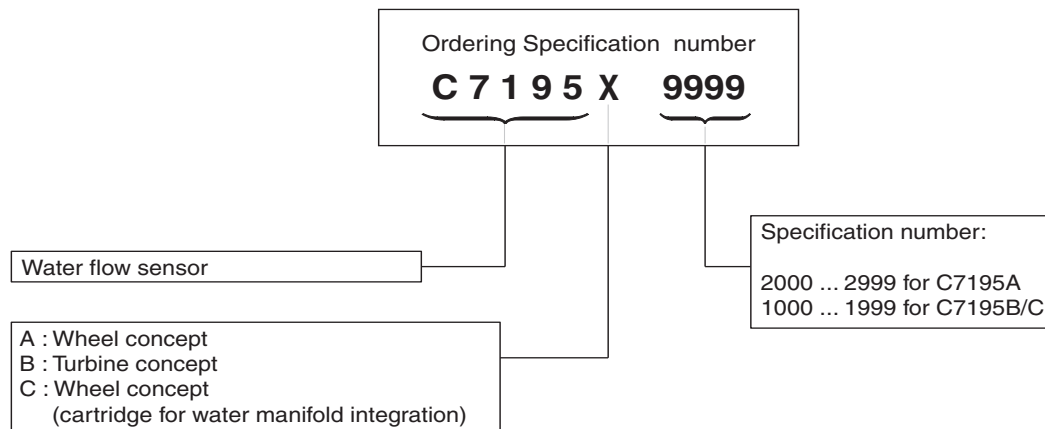 Ordering Specification number
C 7 1 9 5 X 9999
Water flow sensor
Specification number:
2000 ... 2999 for C7195A
1000 ... 1999 for C7195B/C
A : Wheel concept
B : Turbine concept
C : Wheel concept
(cartridge for water manifold integration)